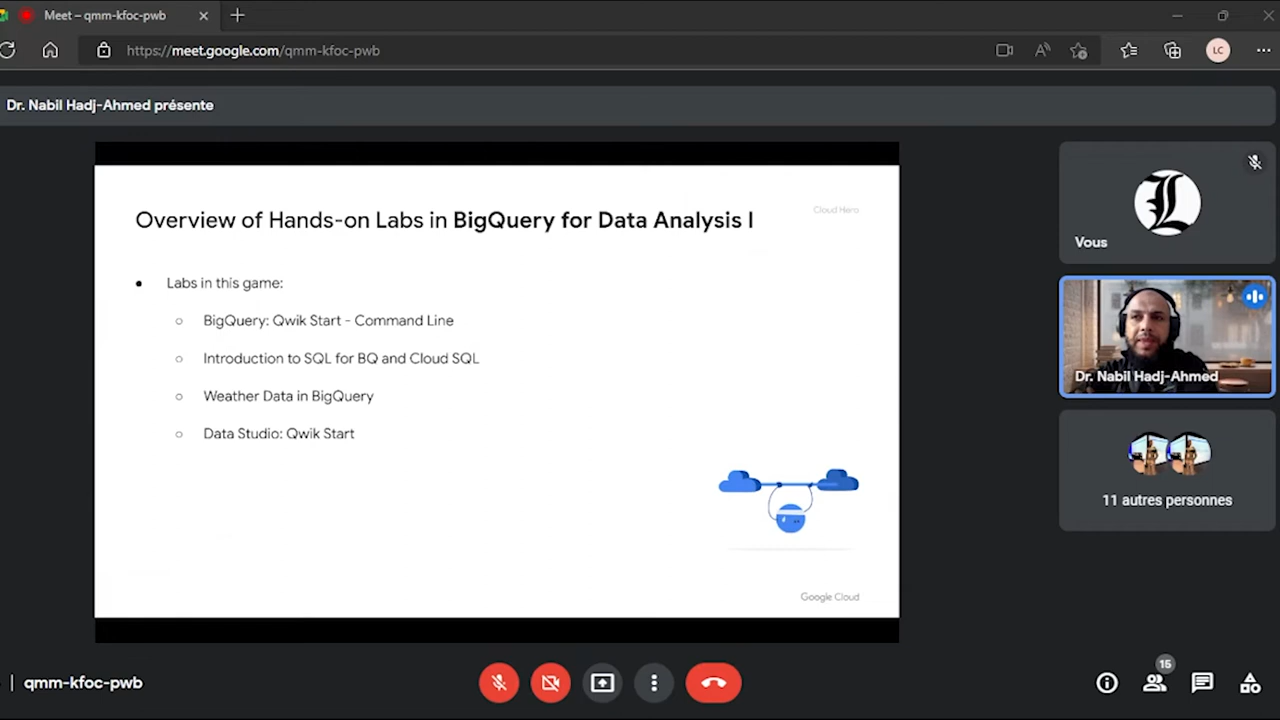 Meet – qmm-kfoc-pwb
https://meet.google.com/qmm-kfoc-pwb
LC
Dr. Nabil Hadj-Ahmed présente
Overview of Hands-on Labs in BigQuery for Data Analysis I
Cloud Hero
Labs in this game:
BigQuery: Qwik Start - Command Line
Introduction to SQL for BQ and Cloud SQL
Weather Data in BigQuery
Data Studio: Qwik Start
Google Cloud
Vous
Dr. Nabil Hadj-Ahmed
11 autres personnes
qmm-kfoc-pwb
15